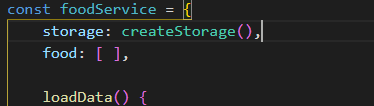 const foodService = {
storage: createStorage(),
food: [ ],
loadData() {